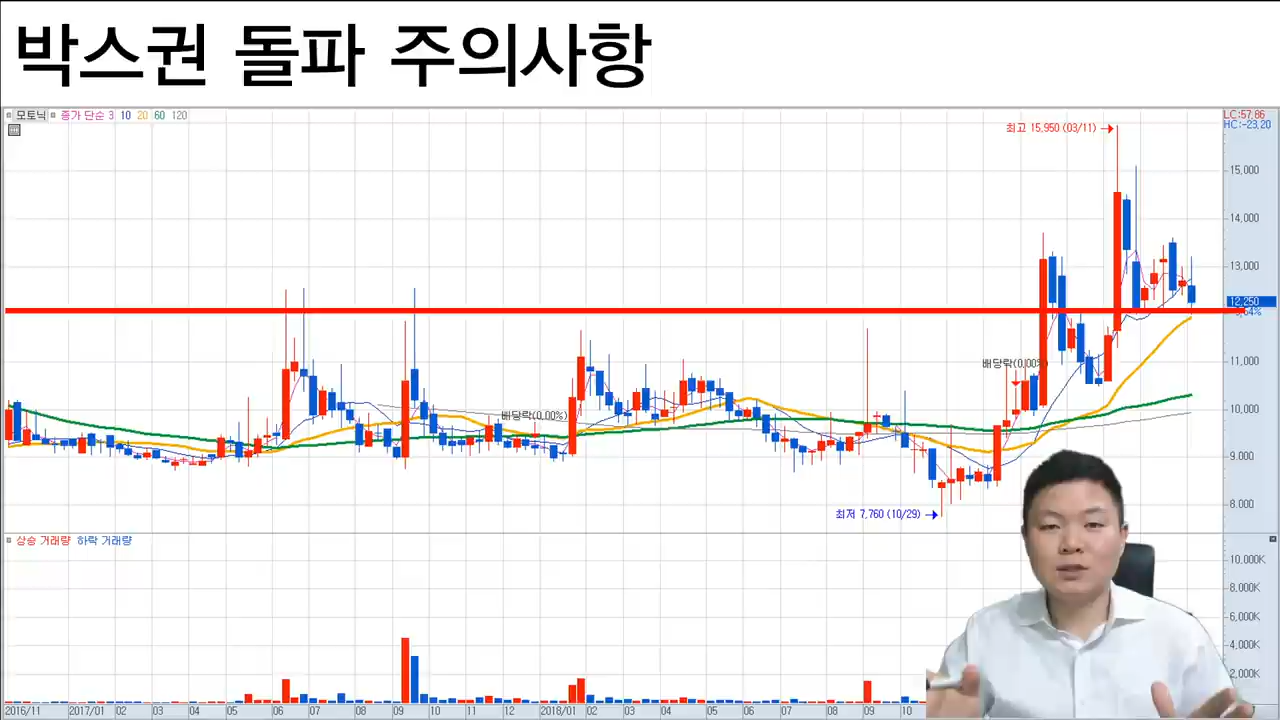 박스권 돌파 주의사항
모토닉 종가 단순 3 10 20 60 120
LC:57,86
HC:-23,20
최고 15,950 (03/11)
15,000
14,000
13,000
12,250
배당락(0,00%)
11,000
배당락(0,00%)
10,000
9,000
8,000
최저 7,760 (10/29)
상승 거래량 하락 거래량
10,000K
8,000K
6,000K
4,000K
2,000K
2016/11 2017/01 02 03 04 05 06 07 08 09 10 11 12 2018/01 02 03 04 05 06 07 08 09 10